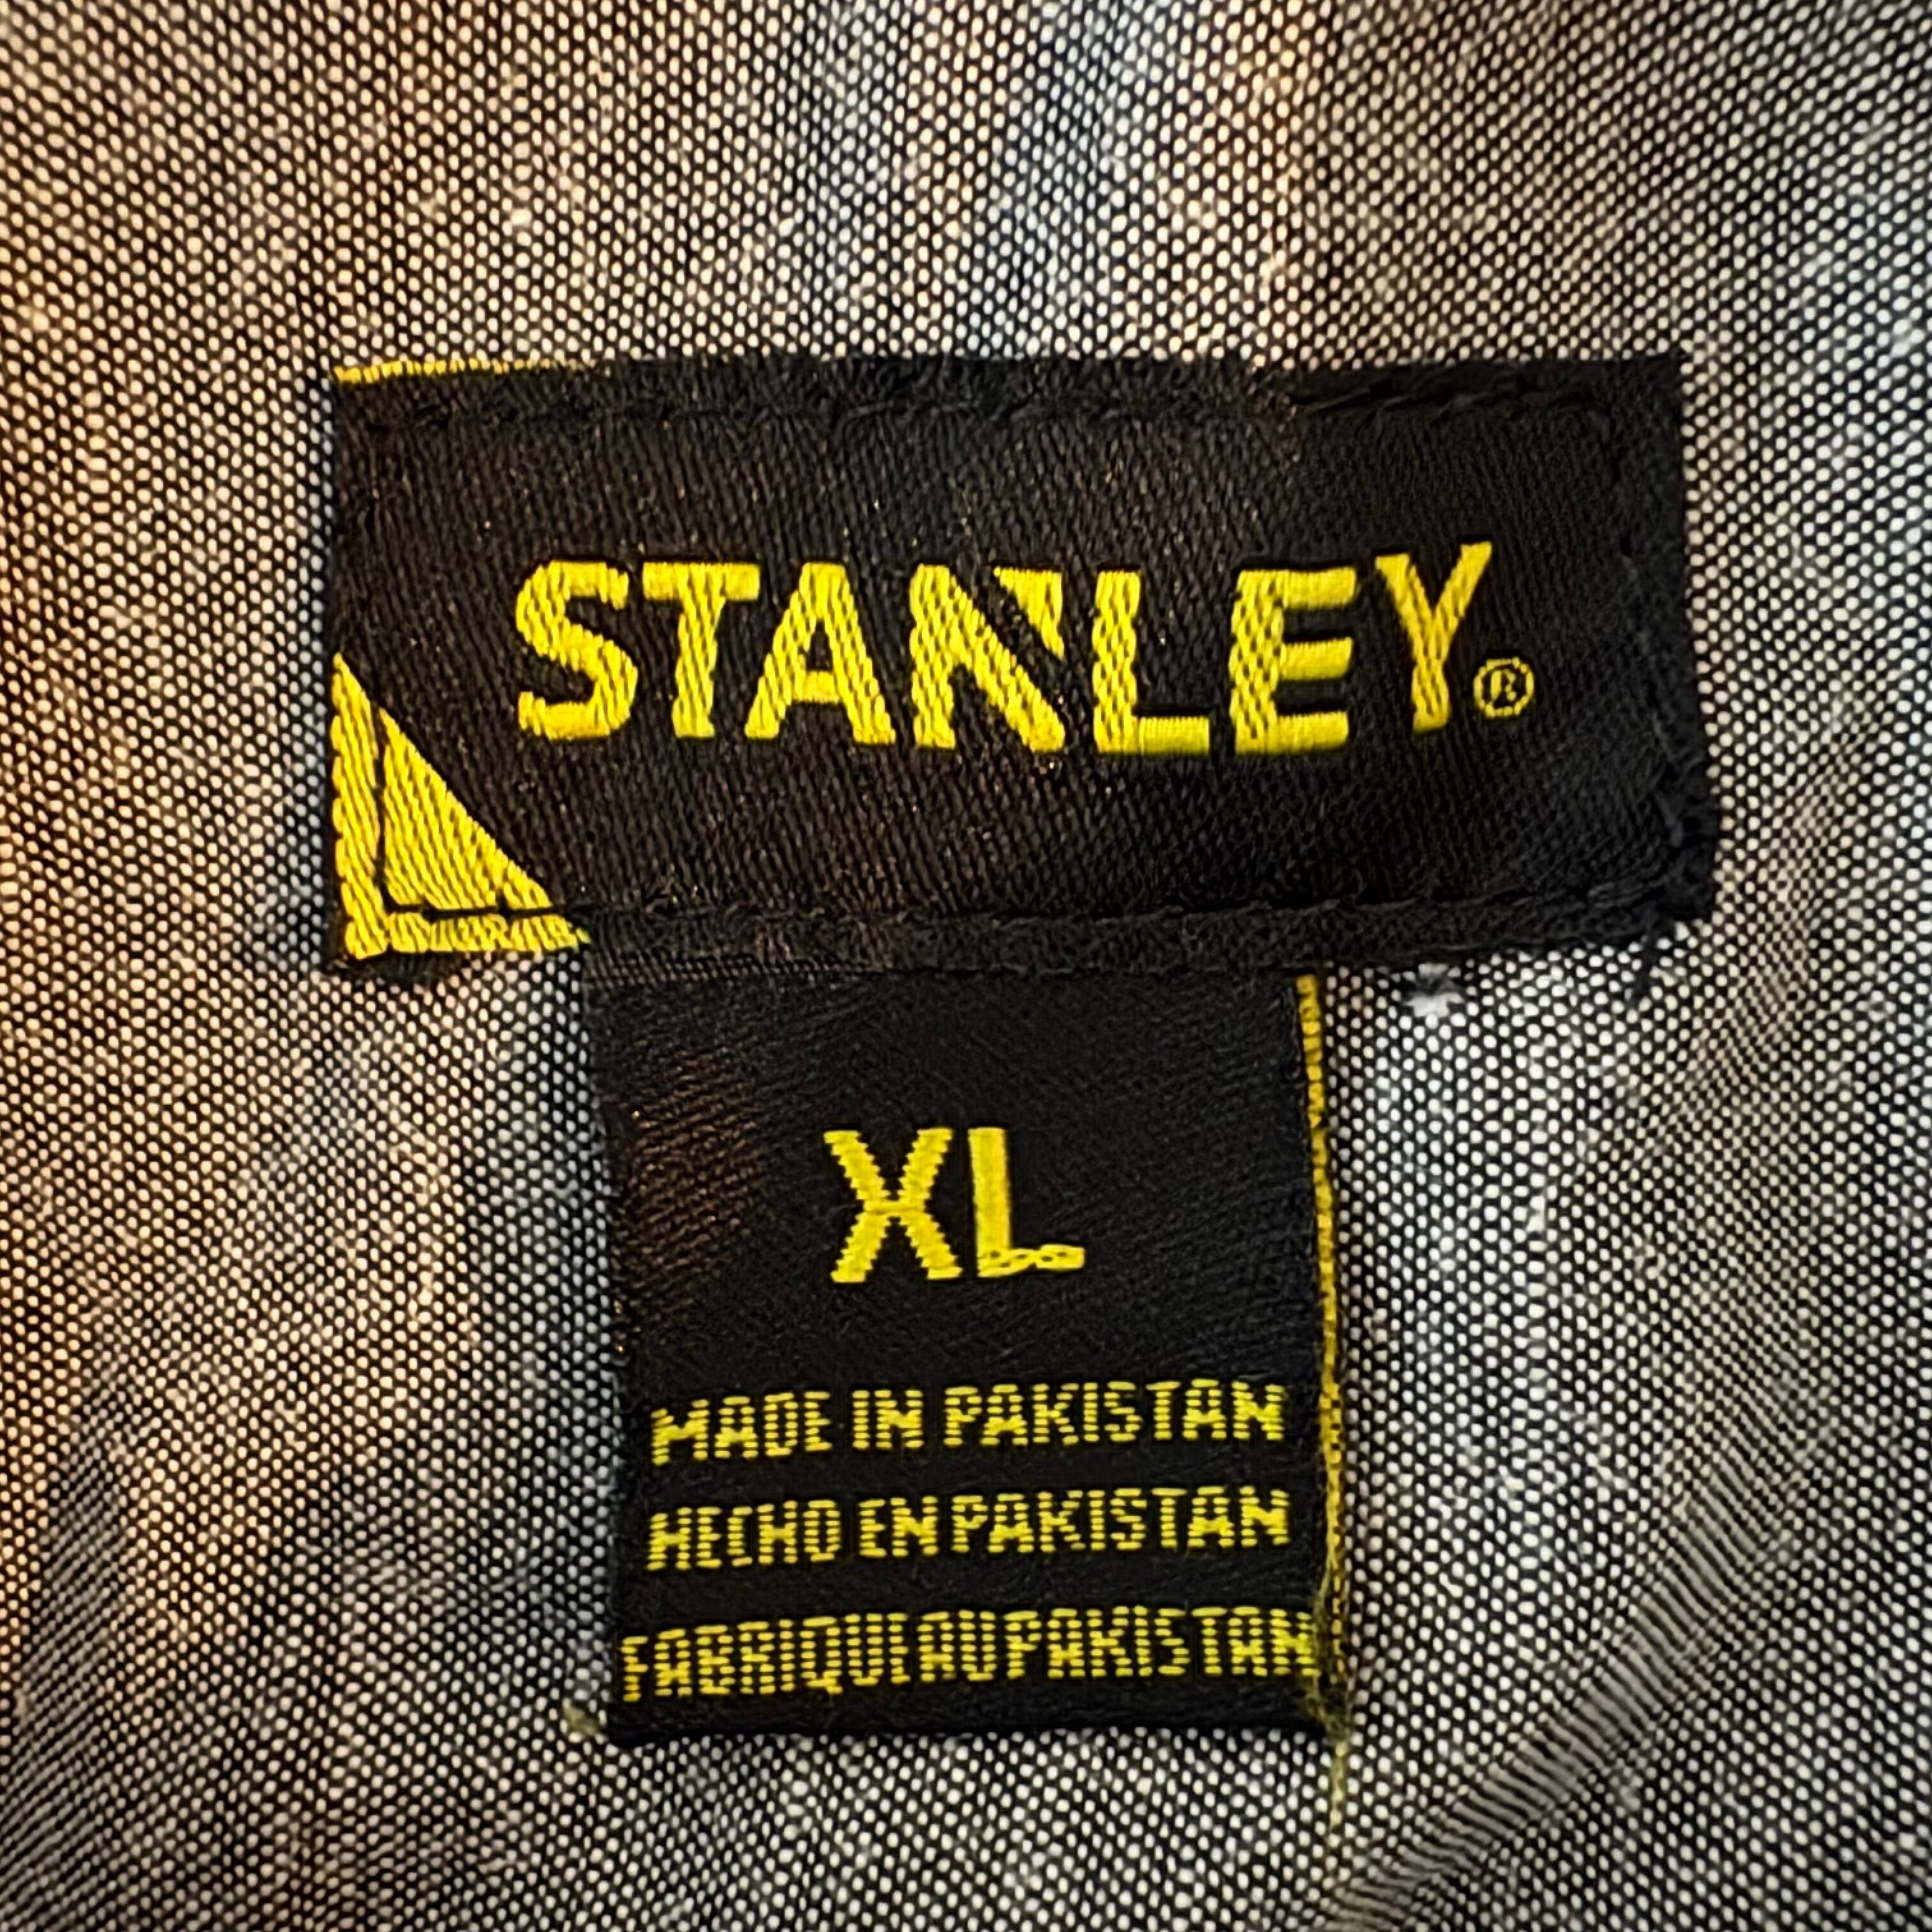 STANLEY®
XL
MADE IN PAKISTAN
HECHO EN PAKISTAN
FABRIQUE AU PAKISTAN